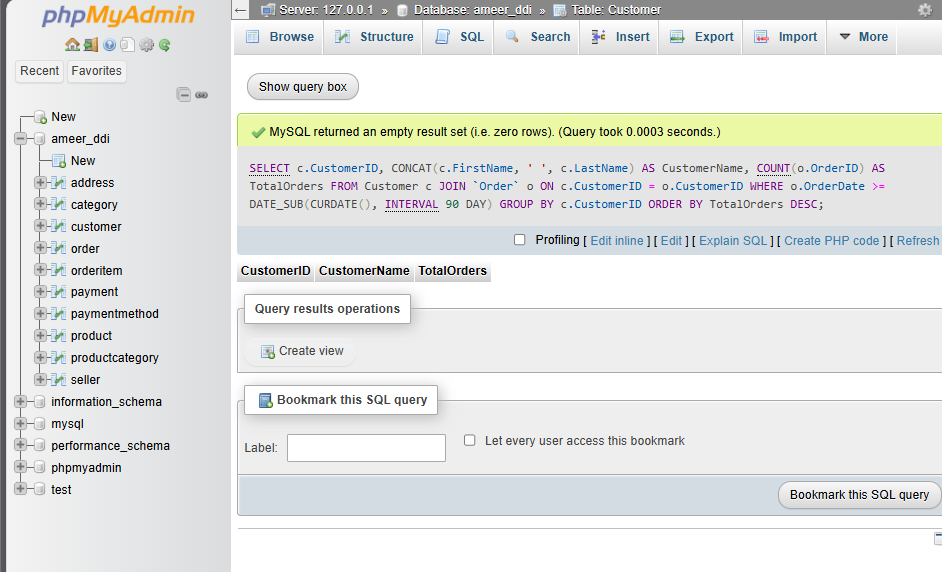 phpMyAdmin
Recent Favorites
New
ameer_ddi
New
address
category
customer
order
orderitem
payment
paymentmethod
product
productcategory
seller
information_schema
mysql
performance_schema
phpmyadmin
test
← Server: 127.0.0.1 » Database: ameer_ddi » Table: Customer
Browse Structure SQL Search Insert Export Import More
Show query box
MySQL returned an empty result set (i.e. zero rows). (Query took 0.0003 seconds.)
SELECT c.CustomerID, CONCAT(c.FirstName, ' ', c.LastName) AS CustomerName, COUNT(o.OrderID) AS
TotalOrders FROM Customer c JOIN `Order` o ON c.CustomerID = o.CustomerID WHERE o.OrderDate >=
DATE_SUB(CURDATE(), INTERVAL 90 DAY) GROUP BY c.CustomerID ORDER BY TotalOrders DESC;
Profiling [ Edit inline ] [ Edit ] [ Explain SQL ] [ Create PHP code ] [ Refresh
CustomerID CustomerName TotalOrders
Query results operations
Create view
Bookmark this SQL query
Label: Let every user access this bookmark
Bookmark this SQL query